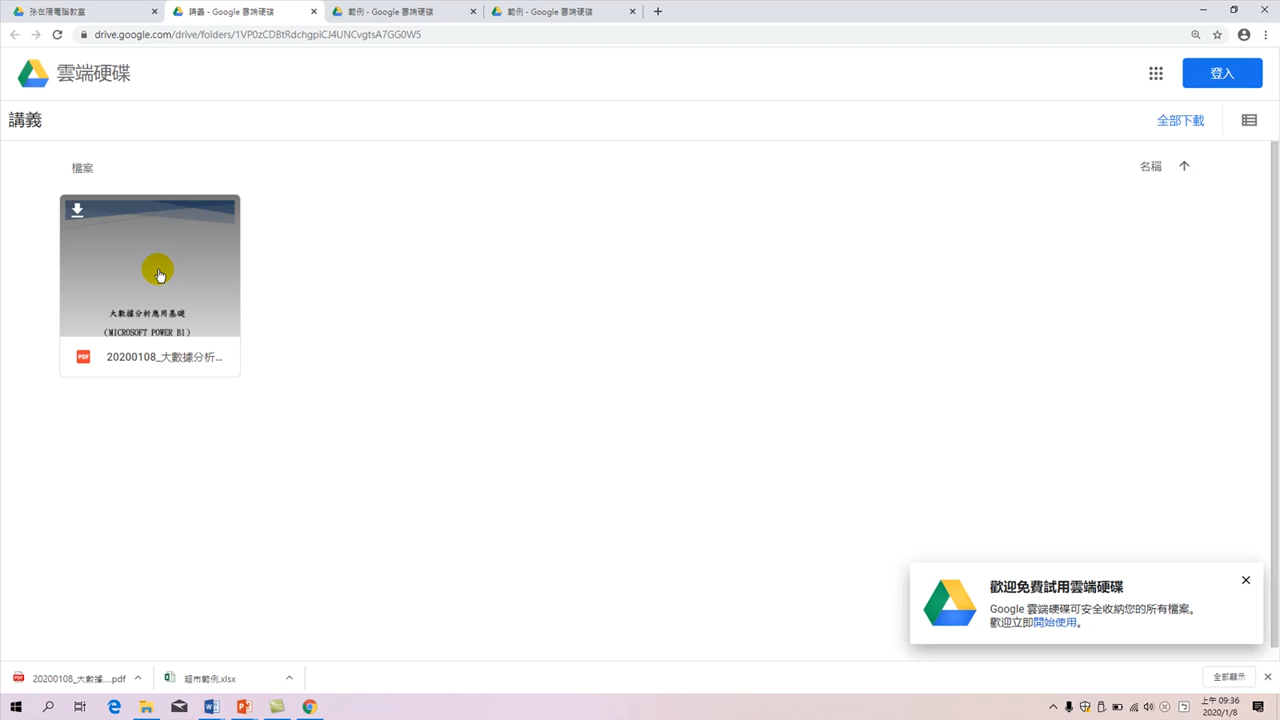 孫在陽電腦教室
講義 - Google 雲端硬碟
範例 - Google 雲端硬碟
範例 - Google 雲端硬碟
drive.google.com/drive/folders/1VP0zCDBtRdchgpiCJ4UNCvgtsA7GG0W5
雲端硬碟
登入
講義
全部下載
檔案
名稱
大數據分析應用基礎
(MICROSOFT POWER BI)
PDF
20200108_大數據分析...
歡迎免費試用雲端硬碟
Google 雲端硬碟可安全收納您的所有檔案。
歡迎立即開始使用。
20200108_大數據....pdf
超市範例.xlsx
全部顯示
上午 09:36
2020/1/8